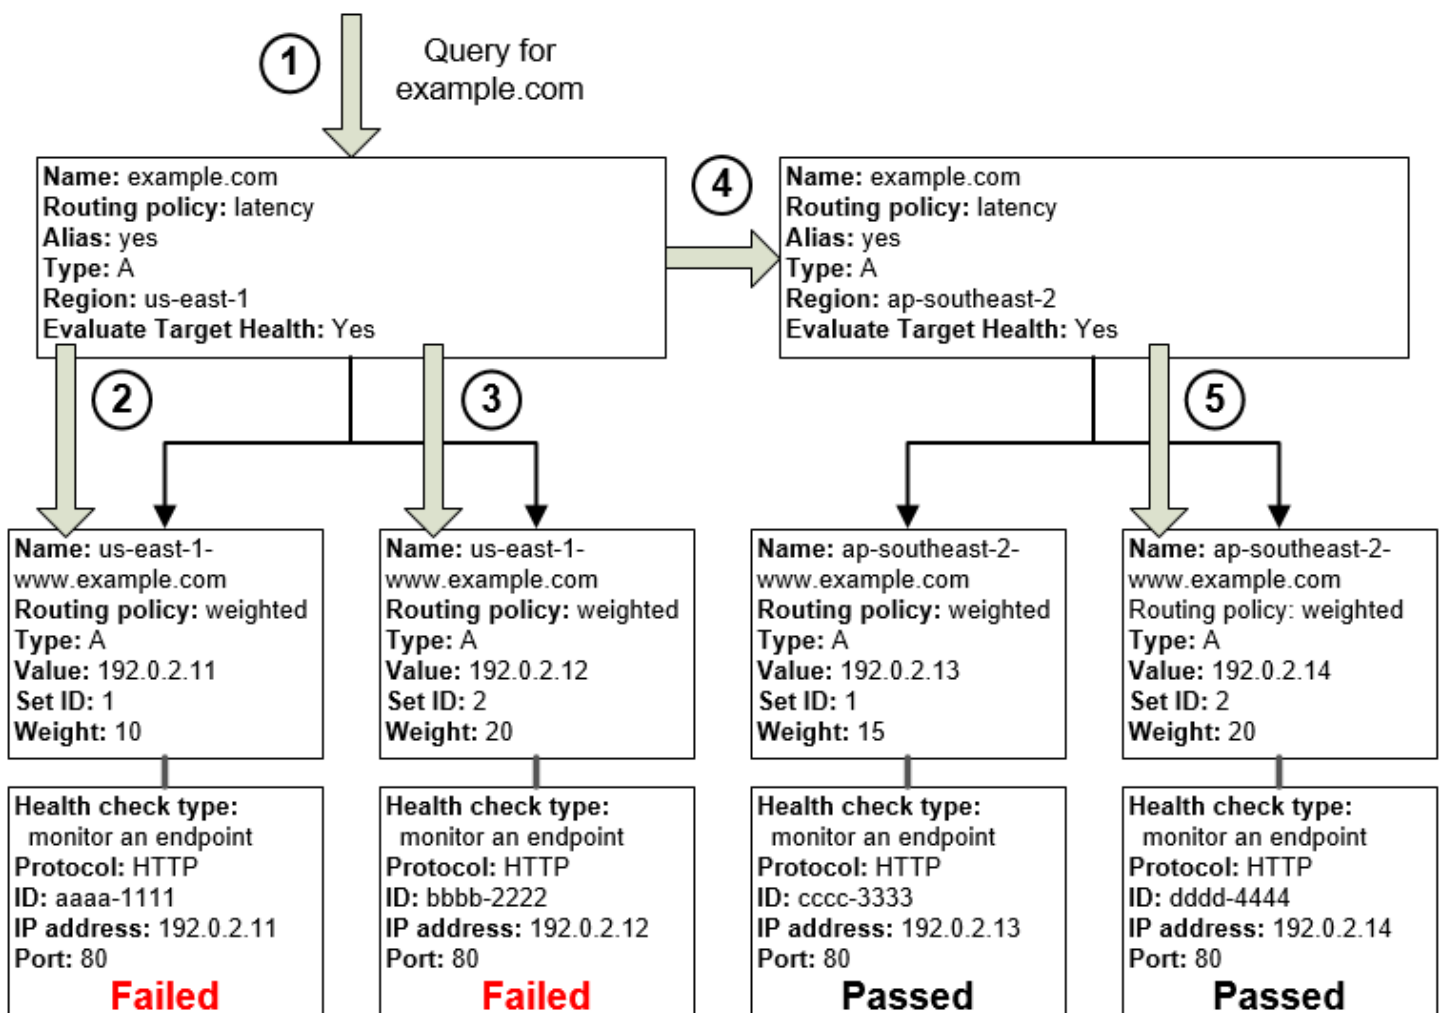 1
Query for
example.com
Name: example.com
Routing policy: latency
Alias: yes
Type: A
Region: us-east-1
Evaluate Target Health: Yes
4
Name: example.com
Routing policy: latency
Alias: yes
Type: A
Region: ap-southeast-2
Evaluate Target Health: Yes
2
3
5
Name: us-east-1-
www.example.com
Routing policy: weighted
Type: A
Value: 192.0.2.11
Set ID: 1
Weight: 10
Name: us-east-1-
www.example.com
Routing policy: weighted
Type: A
Value: 192.0.2.12
Set ID: 2
Weight: 20
Name: ap-southeast-2-
www.example.com
Routing policy: weighted
Type: A
Value: 192.0.2.13
Set ID: 1
Weight: 15
Name: ap-southeast-2-
www.example.com
Routing policy: weighted
Type: A
Value: 192.0.2.14
Set ID: 2
Weight: 20
Health check type:
monitor an endpoint
Protocol: HTTP
ID: aaaa-1111
IP address: 192.0.2.11
Port: 80
Failed
Health check type:
monitor an endpoint
Protocol: HTTP
ID: bbbb-2222
IP address: 192.0.2.12
Port: 80
Failed
Health check type:
monitor an endpoint
Protocol: HTTP
ID: cccc-3333
IP address: 192.0.2.13
Port: 80
Passed
Health check type:
monitor an endpoint
Protocol: HTTP
ID: dddd-4444
IP address: 192.0.2.14
Port: 80
Passed